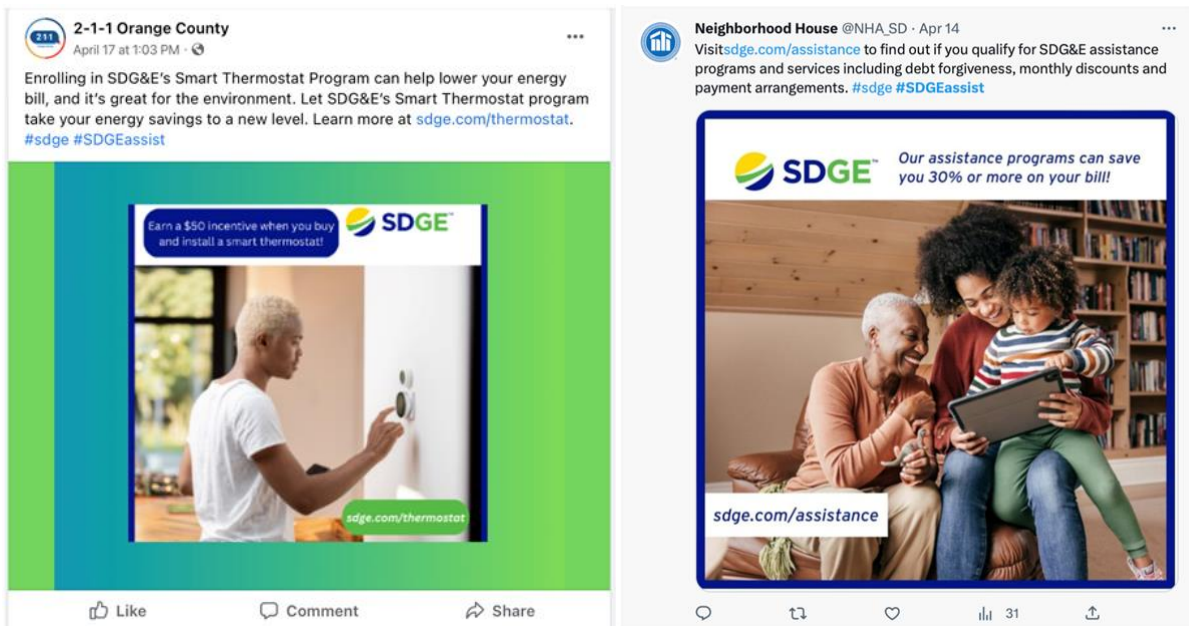 211
2-1-1 Orange County
April 17 at 1:03 PM ·
Enrolling in SDG&E's Smart Thermostat Program can help lower your energy
bill, and it's great for the environment. Let SDG&E's Smart Thermostat program
take your energy savings to a new level. Learn more at sdge.com/thermostat.
#sdge #SDGEassist
Earn a $50 incentive when you buy
and install a smart thermostat!
SDGE™
sdge.com/thermostat
Like
Comment
Share
Neighborhood House @NHA_SD · Apr 14
Visitsdge.com/assistance to find out if you qualify for SDG&E assistance
programs and services including debt forgiveness, monthly discounts and
payment arrangements. #sdge #SDGEassist
SDGE™
Our assistance programs can save
you 30% or more on your bill!
sdge.com/assistance
31